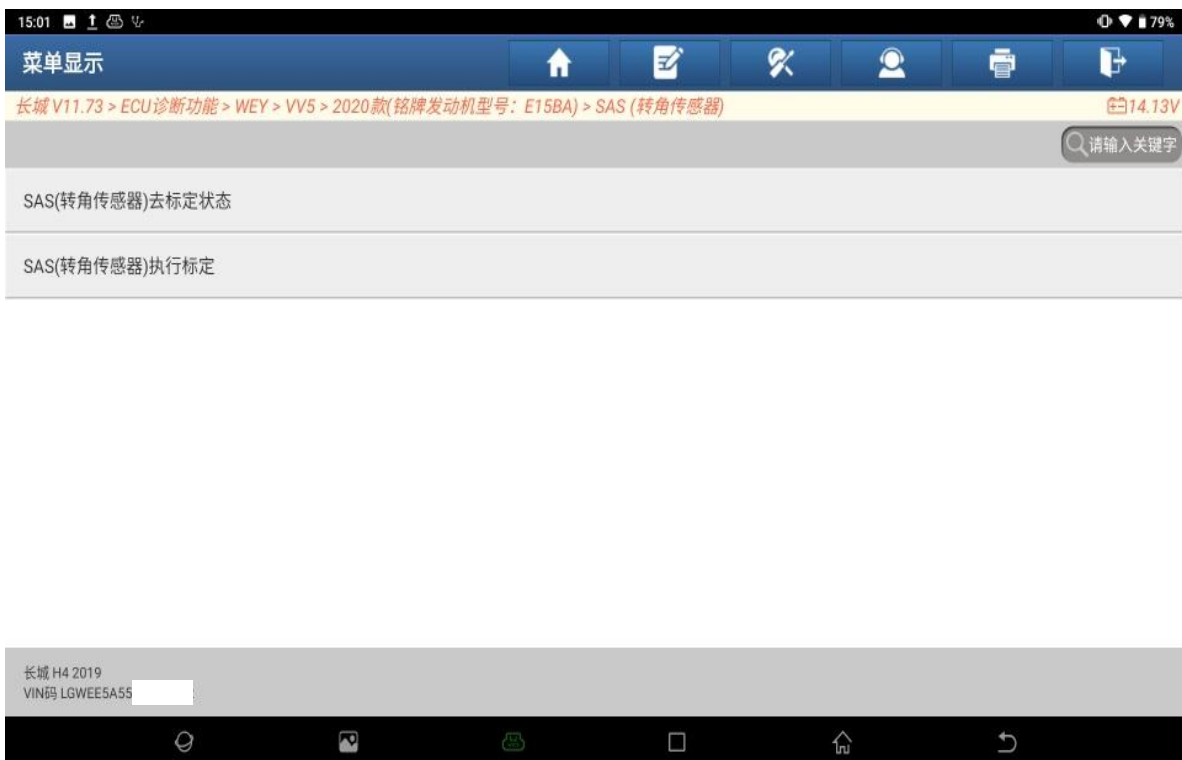 15:01
79%
菜单显示
长城 V11.73 > ECU诊断功能 > WEY > VV5 > 2020款(铭牌发动机型号：E15BA) > SAS (转角传感器)
14.13V
请输入关键字
SAS(转角传感器)去标定状态
SAS(转角传感器)执行标定
长城 H4 2019
VIN码 LGWEE5A55